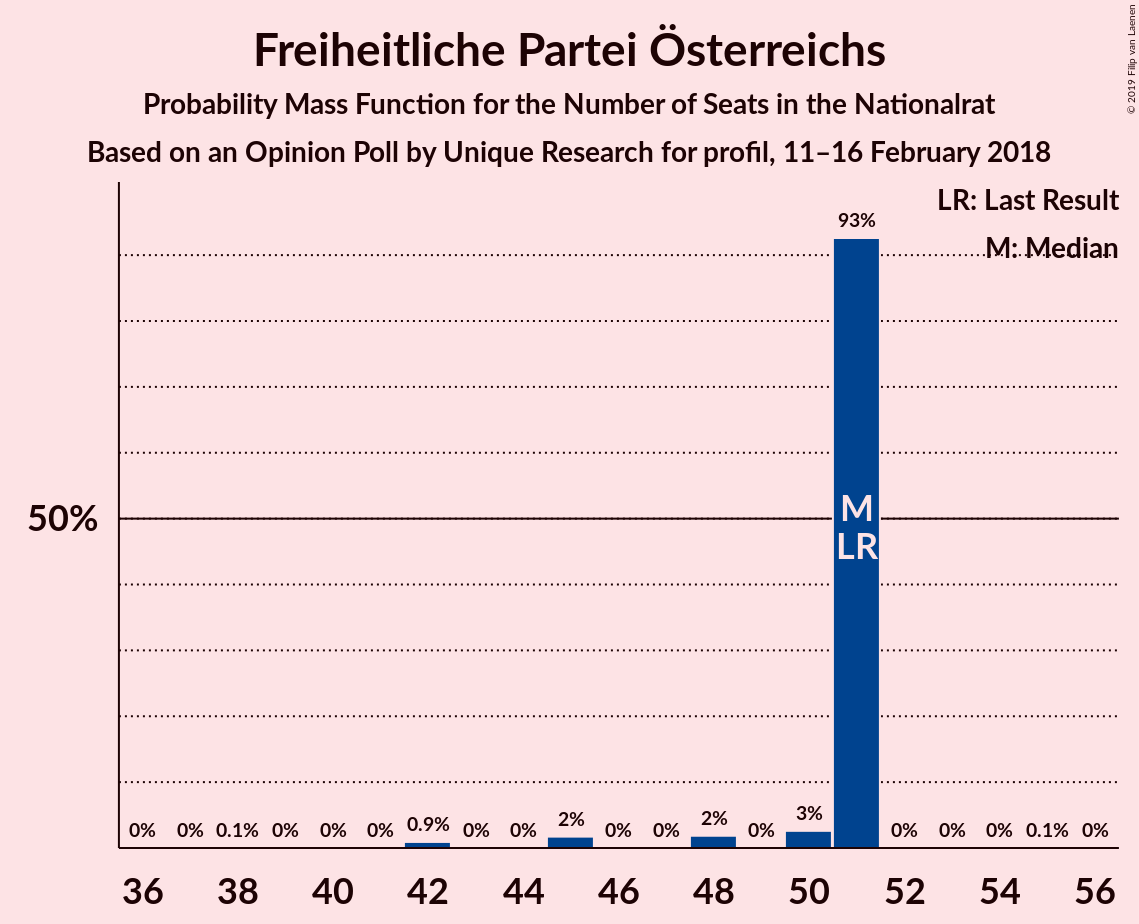 Freiheitliche Partei Österreichs
Probability Mass Function for the Number of Seats in the Nationalrat
Based on an Opinion Poll by Unique Research for profil, 11–16 February 2018
© 2019 Filip van Laenen
LR: Last Result
M: Median
93%
50%
M
LR
0% 0% 0.1% 0% 0% 0% 0.9% 0% 0% 2% 0% 0% 2% 0% 3% 0% 0% 0% 0.1% 0%
36 38 40 42 44 46 48 50 52 54 56